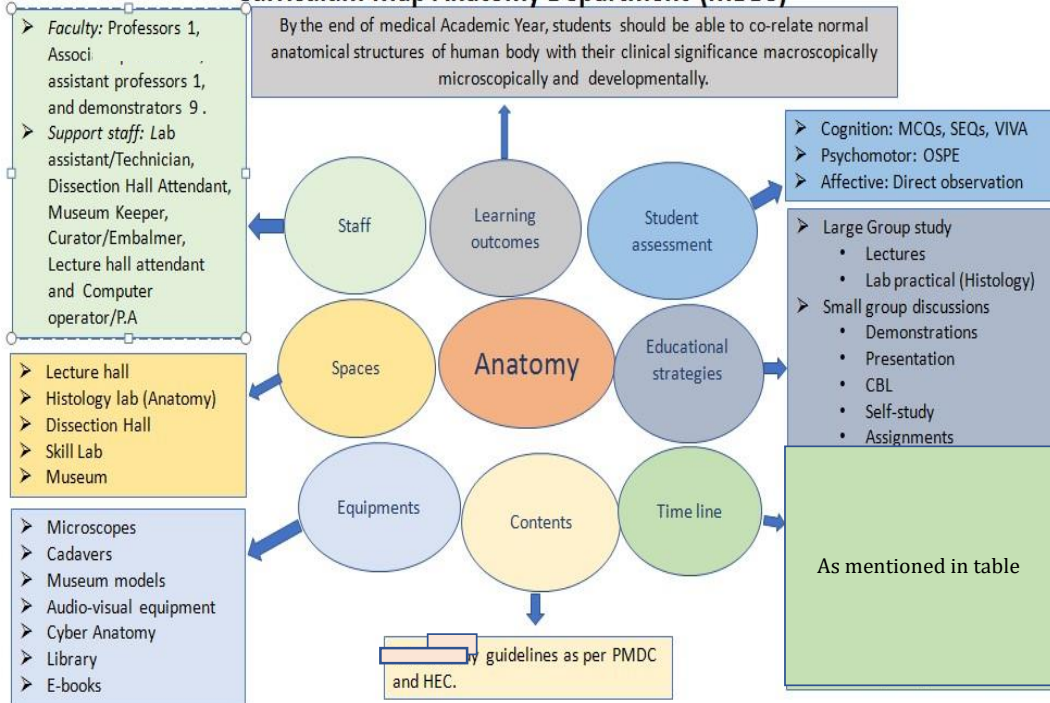 Curriculum Map Anatomy Department
➤ Faculty: Professors 1,
Associ
assistant professors 1,
and demonstrators 9 .
➤ Support staff: Lab
assistant/Technician,
Dissection Hall Attendant,
Museum Keeper,
Curator/Embalmer,
Lecture hall attendant
and Computer
operator/P.A
By the end of medical Academic Year, students should be able to co-relate normal
anatomical structures of human body with their clinical significance macroscopically
microscopically and developmentally.
➤ Cognition: MCQs, SEQs, VIVA
➤ Psychomotor: OSPE
➤ Affective: Direct observation
Staff
Learning
outcomes
Student
assessment
➤ Large Group study
• Lectures
• Lab practical (Histology)
➤ Small group discussions
• Demonstrations
• Presentation
• CBL
• Self-study
• Assignments
Spaces
Anatomy
Educational
strategies
➤ Lecture hall
➤ Histology lab (Anatomy)
➤ Dissection Hall
➤ Skill Lab
➤ Museum
Equipments
Contents
Time line
➤ Microscopes
➤ Cadavers
➤ Museum models
➤ Audio-visual equipment
➤ Cyber Anatomy
➤ Library
➤ E-books
As mentioned in table
guidelines as per PMDC
and HEC.